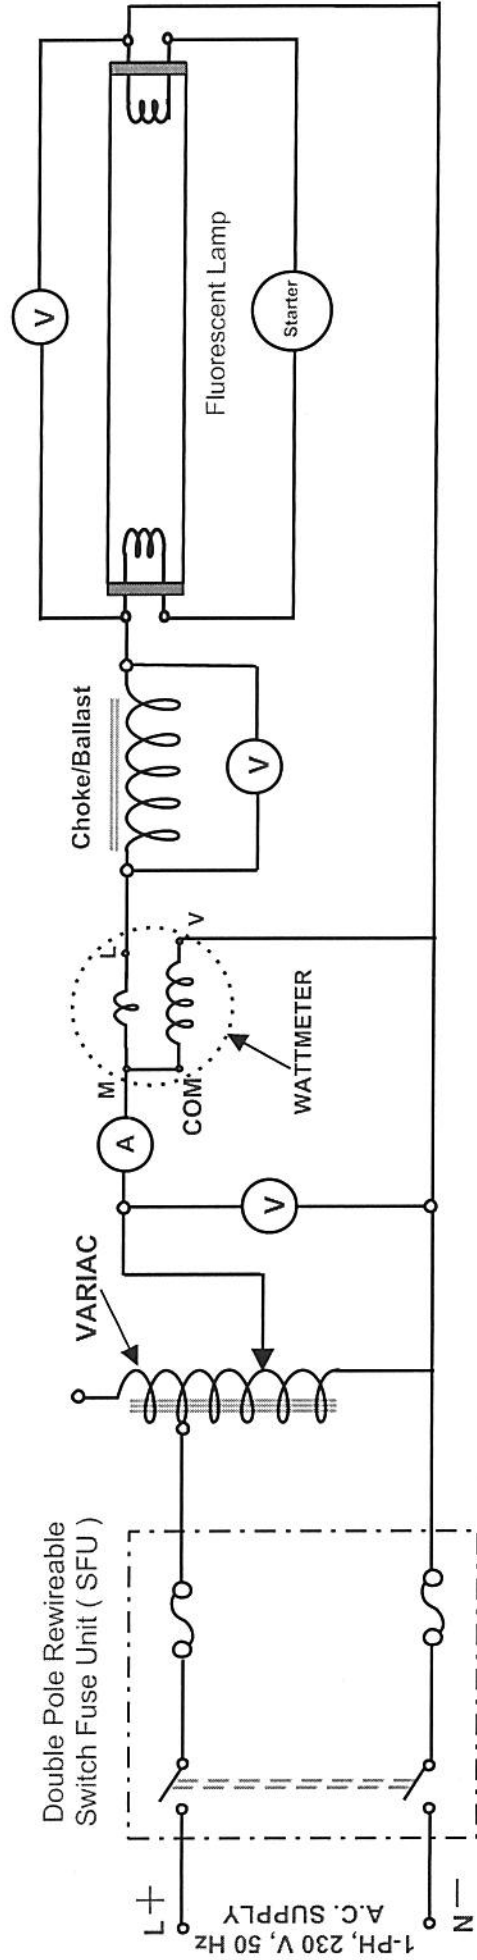 Double Pole Rewireable
Switch Fuse Unit ( SFU )
L +
1-PH, 230 V, 50 Hz
A.C. SUPPLY
N —
VARIAC
V
A
M
L
COM
V
WATTMETER
Choke/Ballast
V
V
Fluorescent Lamp
Starter